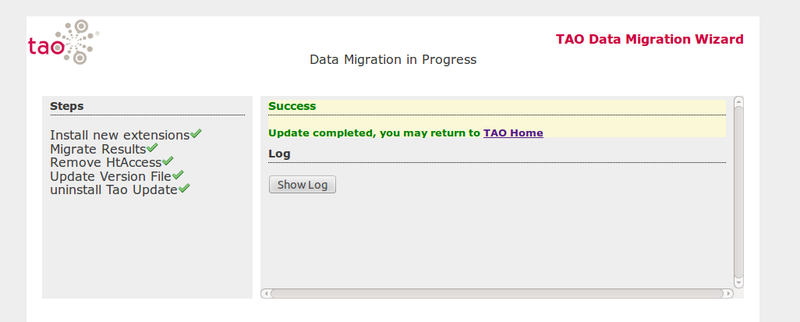 tao
TAO Data Migration Wizard
Data Migration in Progress
Steps
Install new extensions
Migrate Results
Remove HtAccess
Update Version File
uninstall Tao Update
Success
Update completed, you may return to TAO Home
Log
Show Log